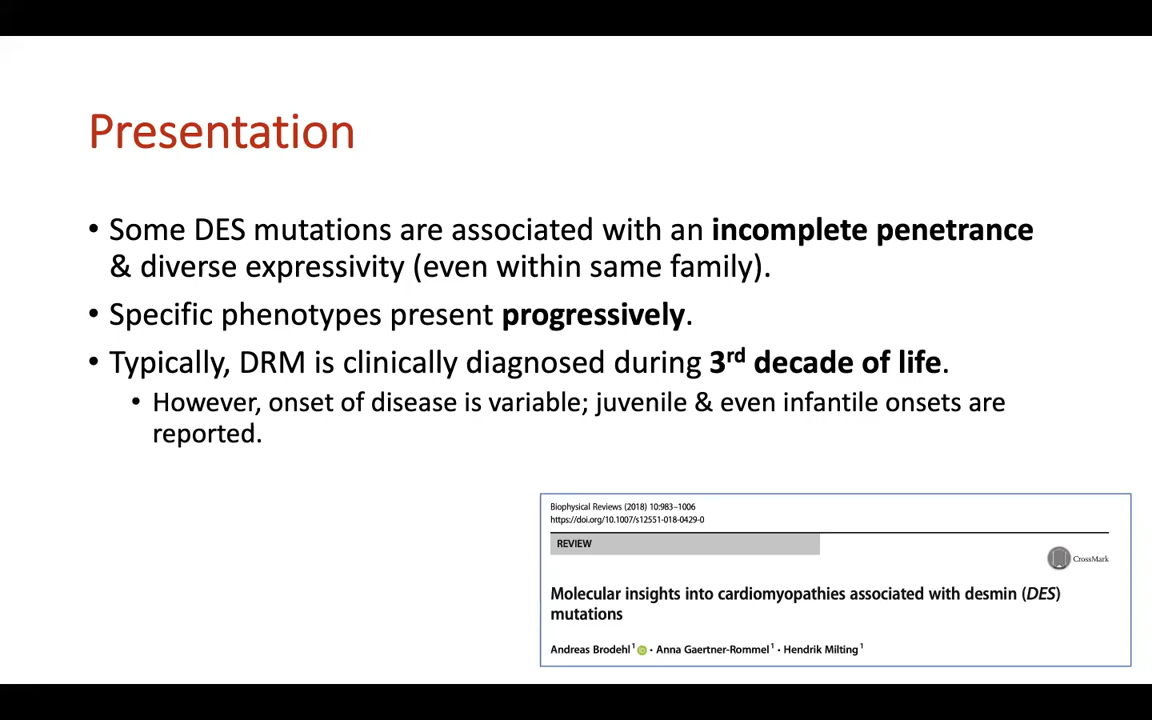 Presentation
• Some DES mutations are associated with an incomplete penetrance
& diverse expressivity (even within same family).
• Specific phenotypes present progressively.
• Typically, DRM is clinically diagnosed during 3rd decade of life.
• However, onset of disease is variable; juvenile & even infantile onsets are
reported.
Biophysical Reviews (2018) 10:983–1006
https://doi.org/10.1007/s12551-018-0429-0
REVIEW
CrossMark
Molecular insights into cardiomyopathies associated with desmin (DES)
mutations
Andreas Brodehl1 iD · Anna Gaertner-Rommel1 · Hendrik Milting1